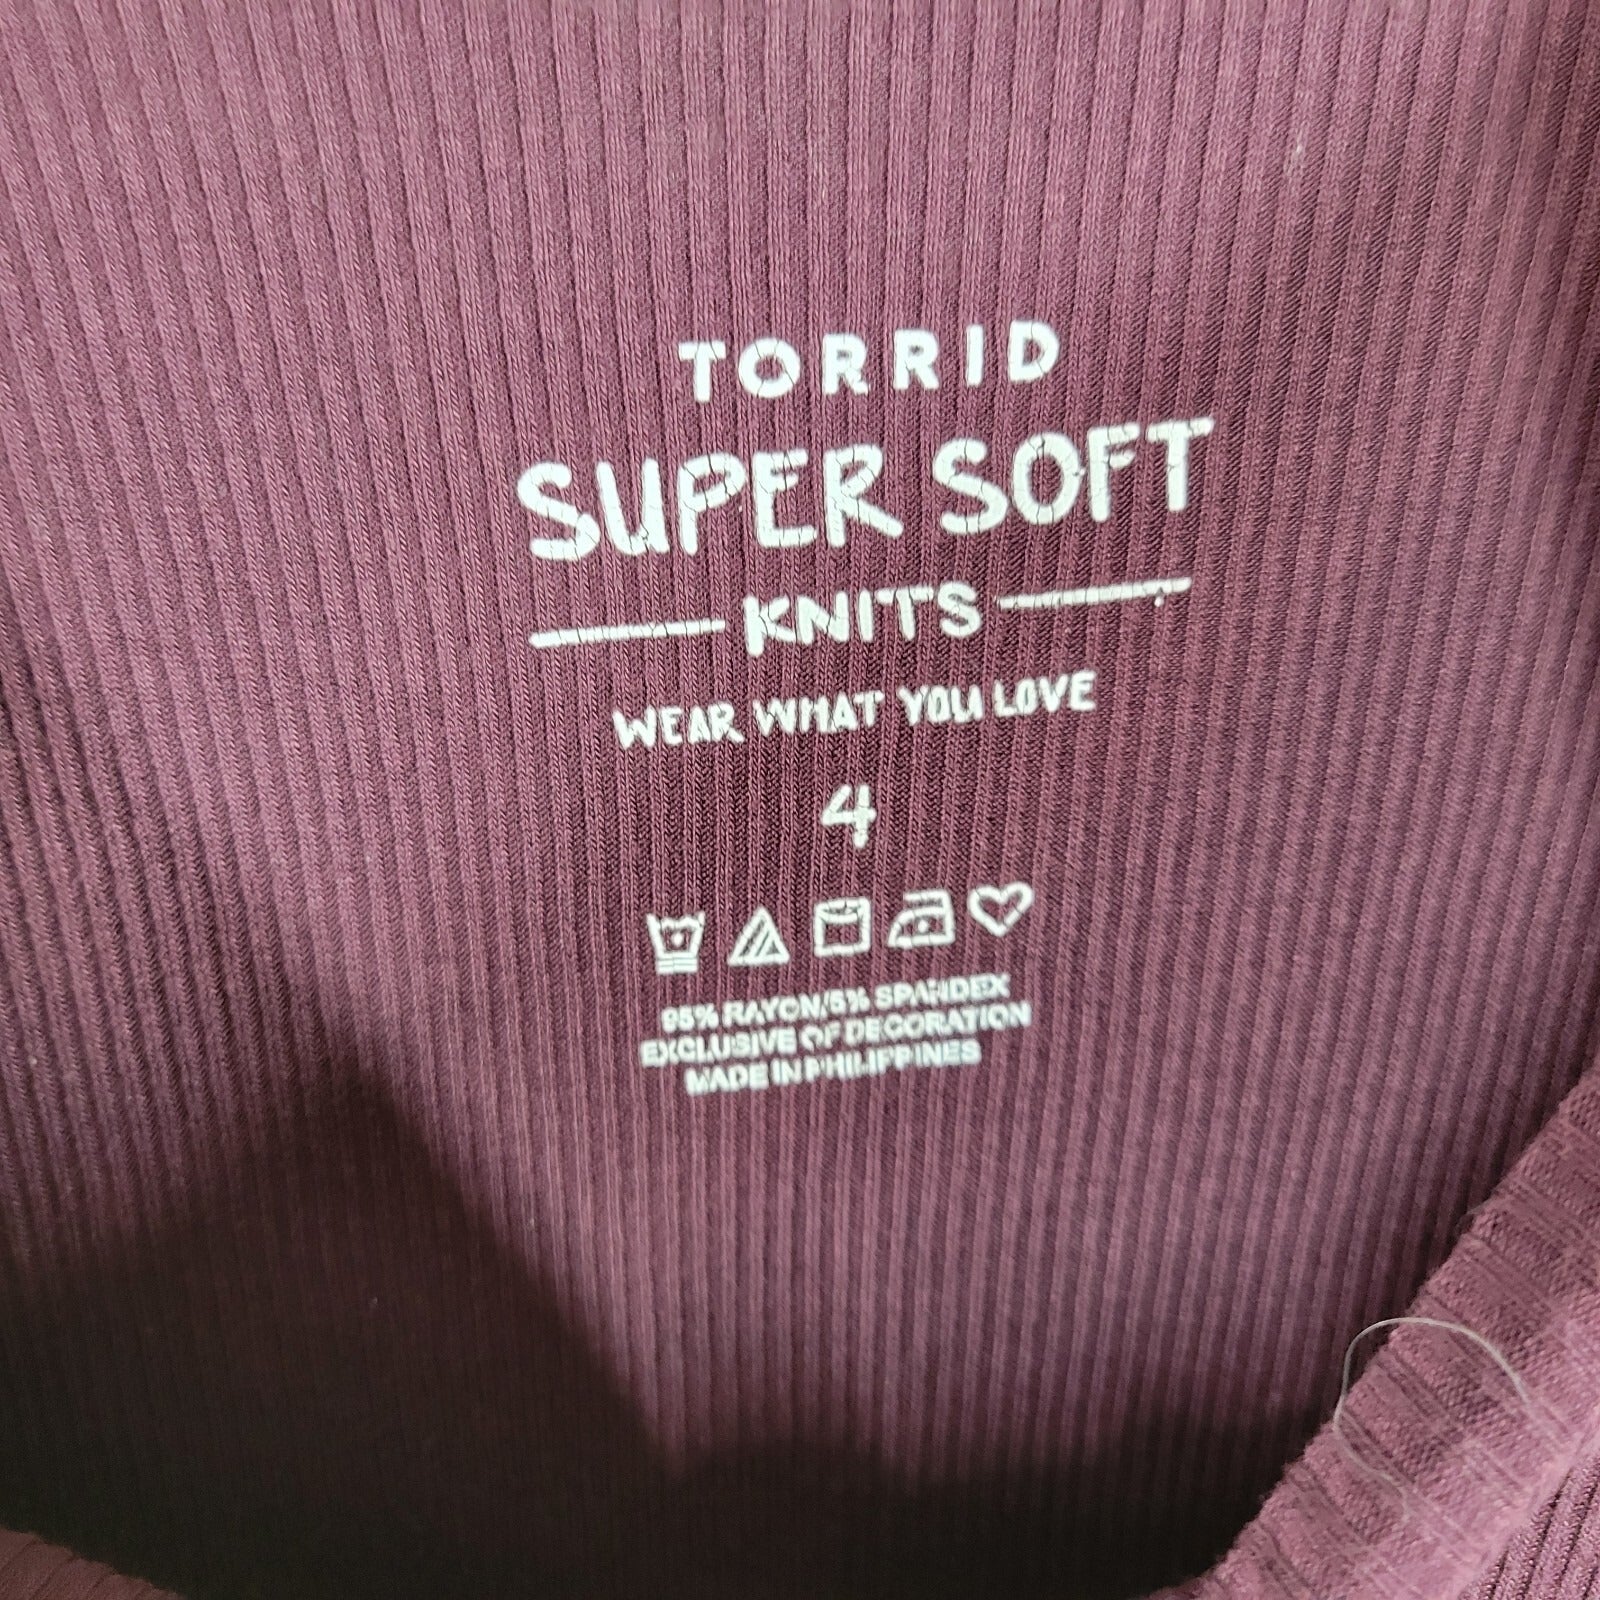 TORRID
SUPER SOFT
KNITS
WEAR WHAT YOU LOVE
4
95% RAYON/5% SPANDEX
EXCLUSIVE OF DECORATION
MADE IN PHILIPPINES